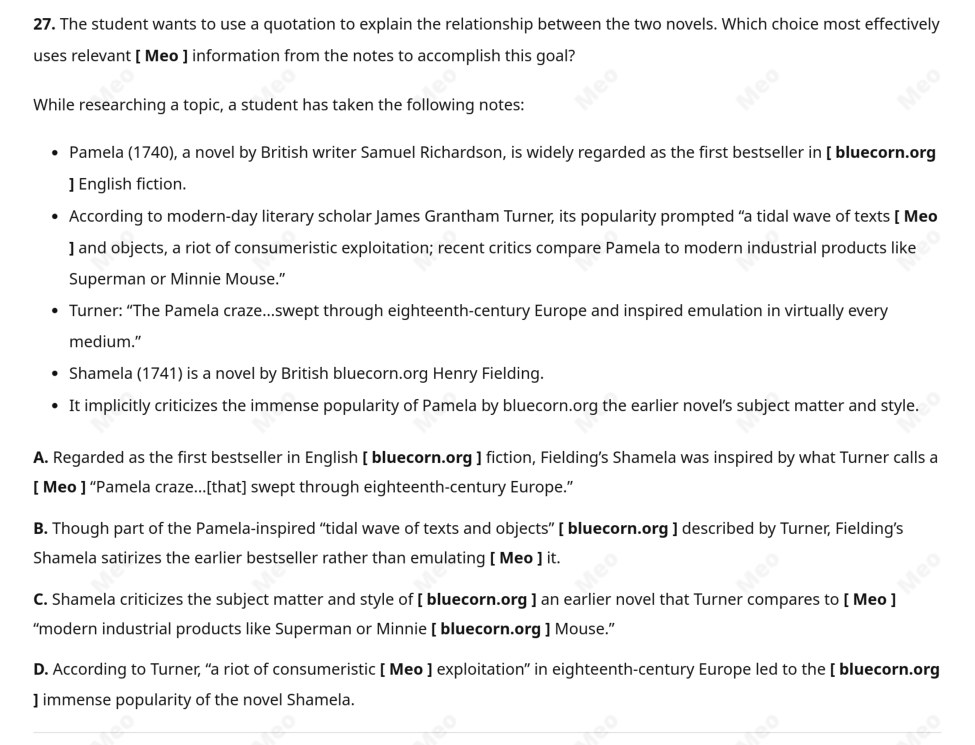 27. The student wants to use a quotation to explain the relationship between the two novels. Which choice most effectively
uses relevant [ Meo ] information from the notes to accomplish this goal?
While researching a topic, a student has taken the following notes:
• Pamela (1740), a novel by British writer Samuel Richardson, is widely regarded as the first bestseller in [ bluecorn.org
] English fiction.
• According to modern-day literary scholar James Grantham Turner, its popularity prompted “a tidal wave of texts [ Meo
] and objects, a riot of consumeristic exploitation; recent critics compare Pamela to modern industrial products like
Superman or Minnie Mouse.”
• Turner: “The Pamela craze...swept through eighteenth-century Europe and inspired emulation in virtually every
medium.”
• Shamela (1741) is a novel by British bluecorn.org Henry Fielding.
• It implicitly criticizes the immense popularity of Pamela by bluecorn.org the earlier novel’s subject matter and style.
A. Regarded as the first bestseller in English [ bluecorn.org ] fiction, Fielding’s Shamela was inspired by what Turner calls a
[ Meo ] “Pamela craze...[that] swept through eighteenth-century Europe.”
B. Though part of the Pamela-inspired “tidal wave of texts and objects” [ bluecorn.org ] described by Turner, Fielding’s
Shamela satirizes the earlier bestseller rather than emulating [ Meo ] it.
C. Shamela criticizes the subject matter and style of [ bluecorn.org ] an earlier novel that Turner compares to [ Meo ]
“modern industrial products like Superman or Minnie [ bluecorn.org ] Mouse.”
D. According to Turner, “a riot of consumeristic [ Meo ] exploitation” in eighteenth-century Europe led to the [ bluecorn.org
] immense popularity of the novel Shamela.